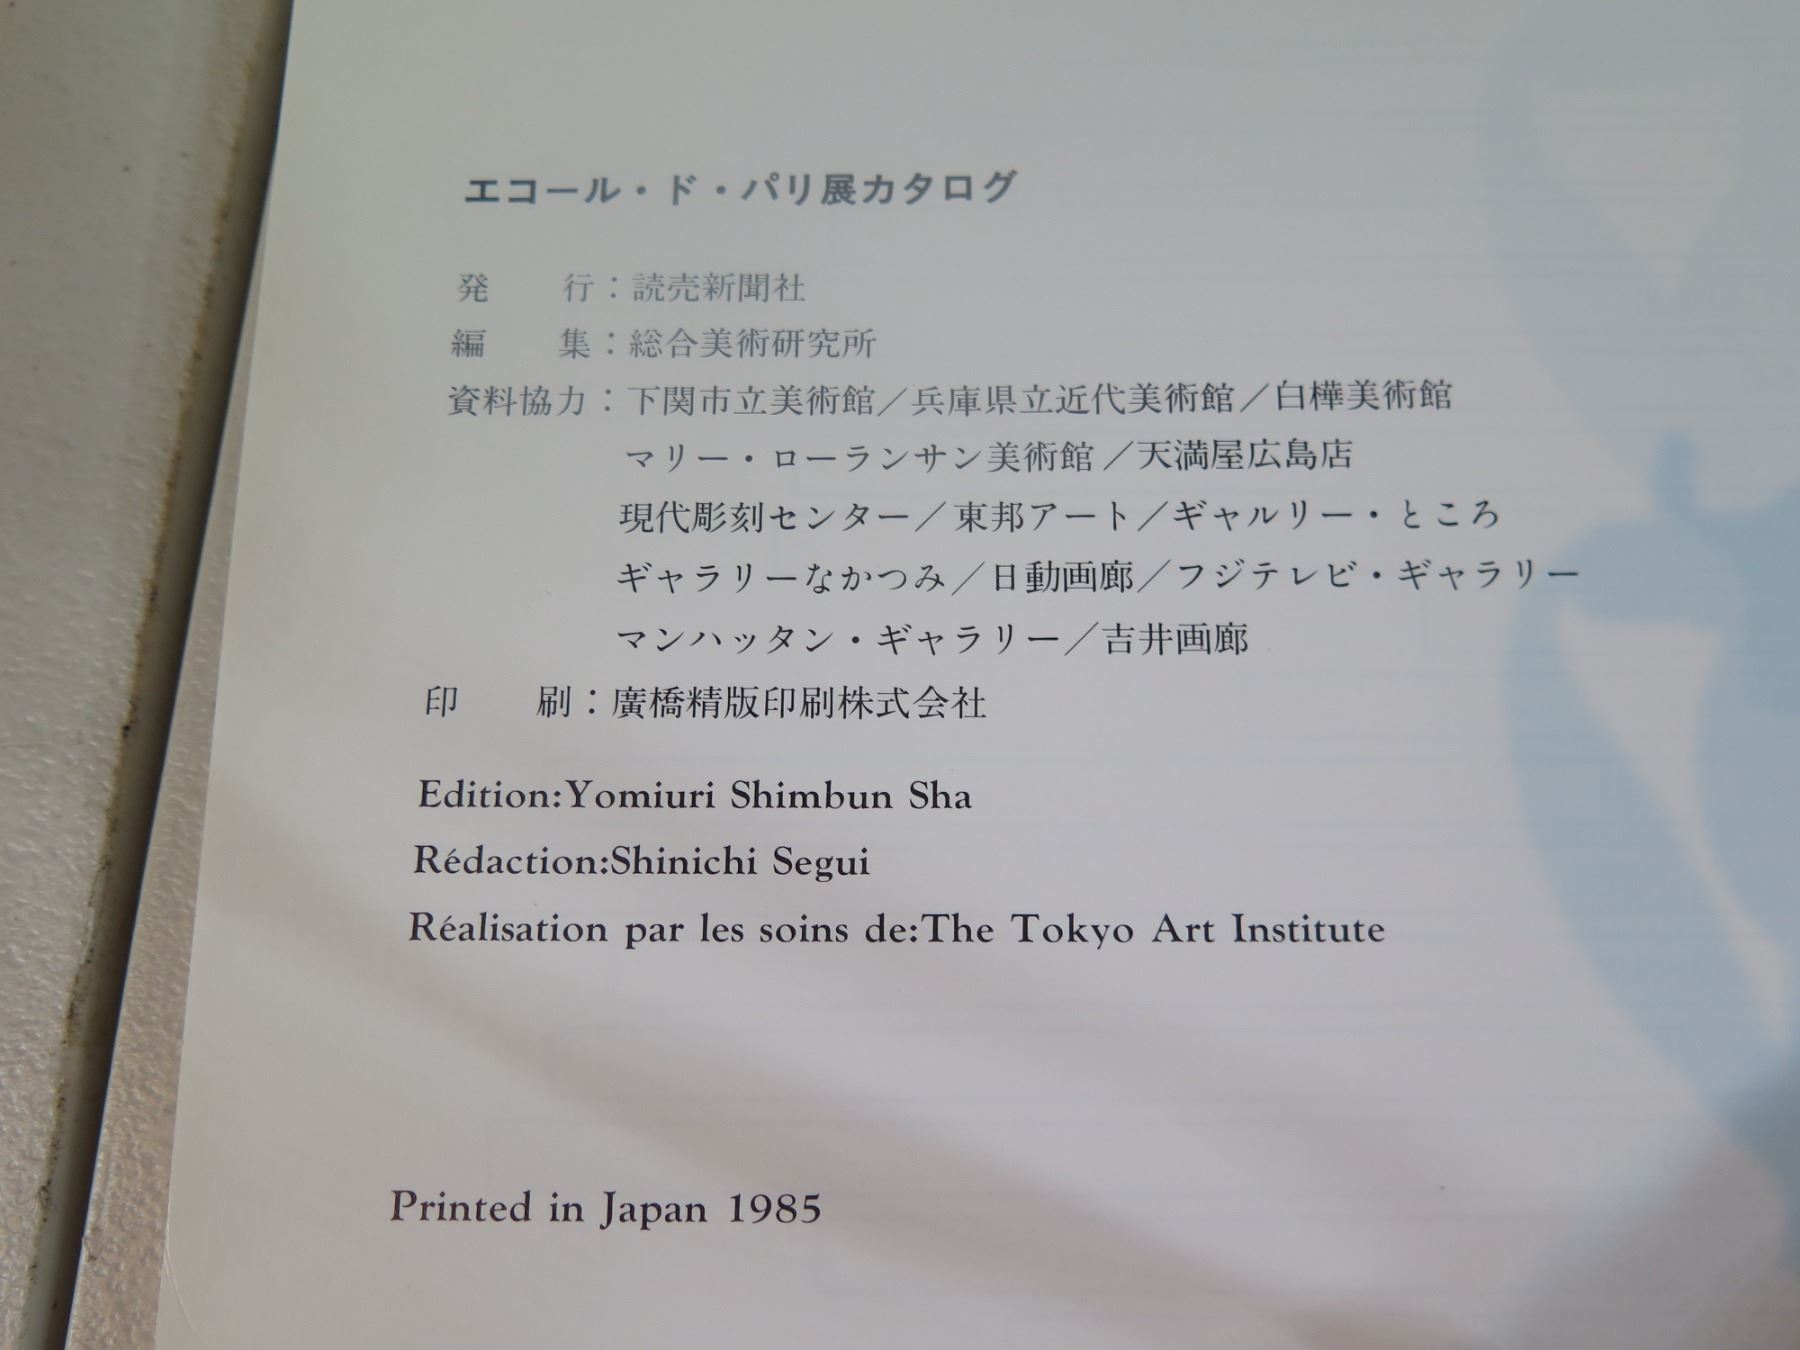 エコール・ド・パリ展カタログ
発　　行：読売新聞社
編　　集：総合美術研究所
資料協力：下関市立美術館／兵庫県立近代美術館／白樺美術館
マリー・ローランサン美術館／天満屋広島店
現代彫刻センター／東邦アート／ギャルリー・ところ
ギャラリーなかつみ／日動画廊／フジテレビ・ギャラリー
マンハッタン・ギャラリー／吉井画廊
印　　刷：廣橋精版印刷株式会社
Edition:Yomiuri Shimbun Sha
Rédaction:Shinichi Segui
Réalisation par les soins de:The Tokyo Art Institute
Printed in Japan 1985